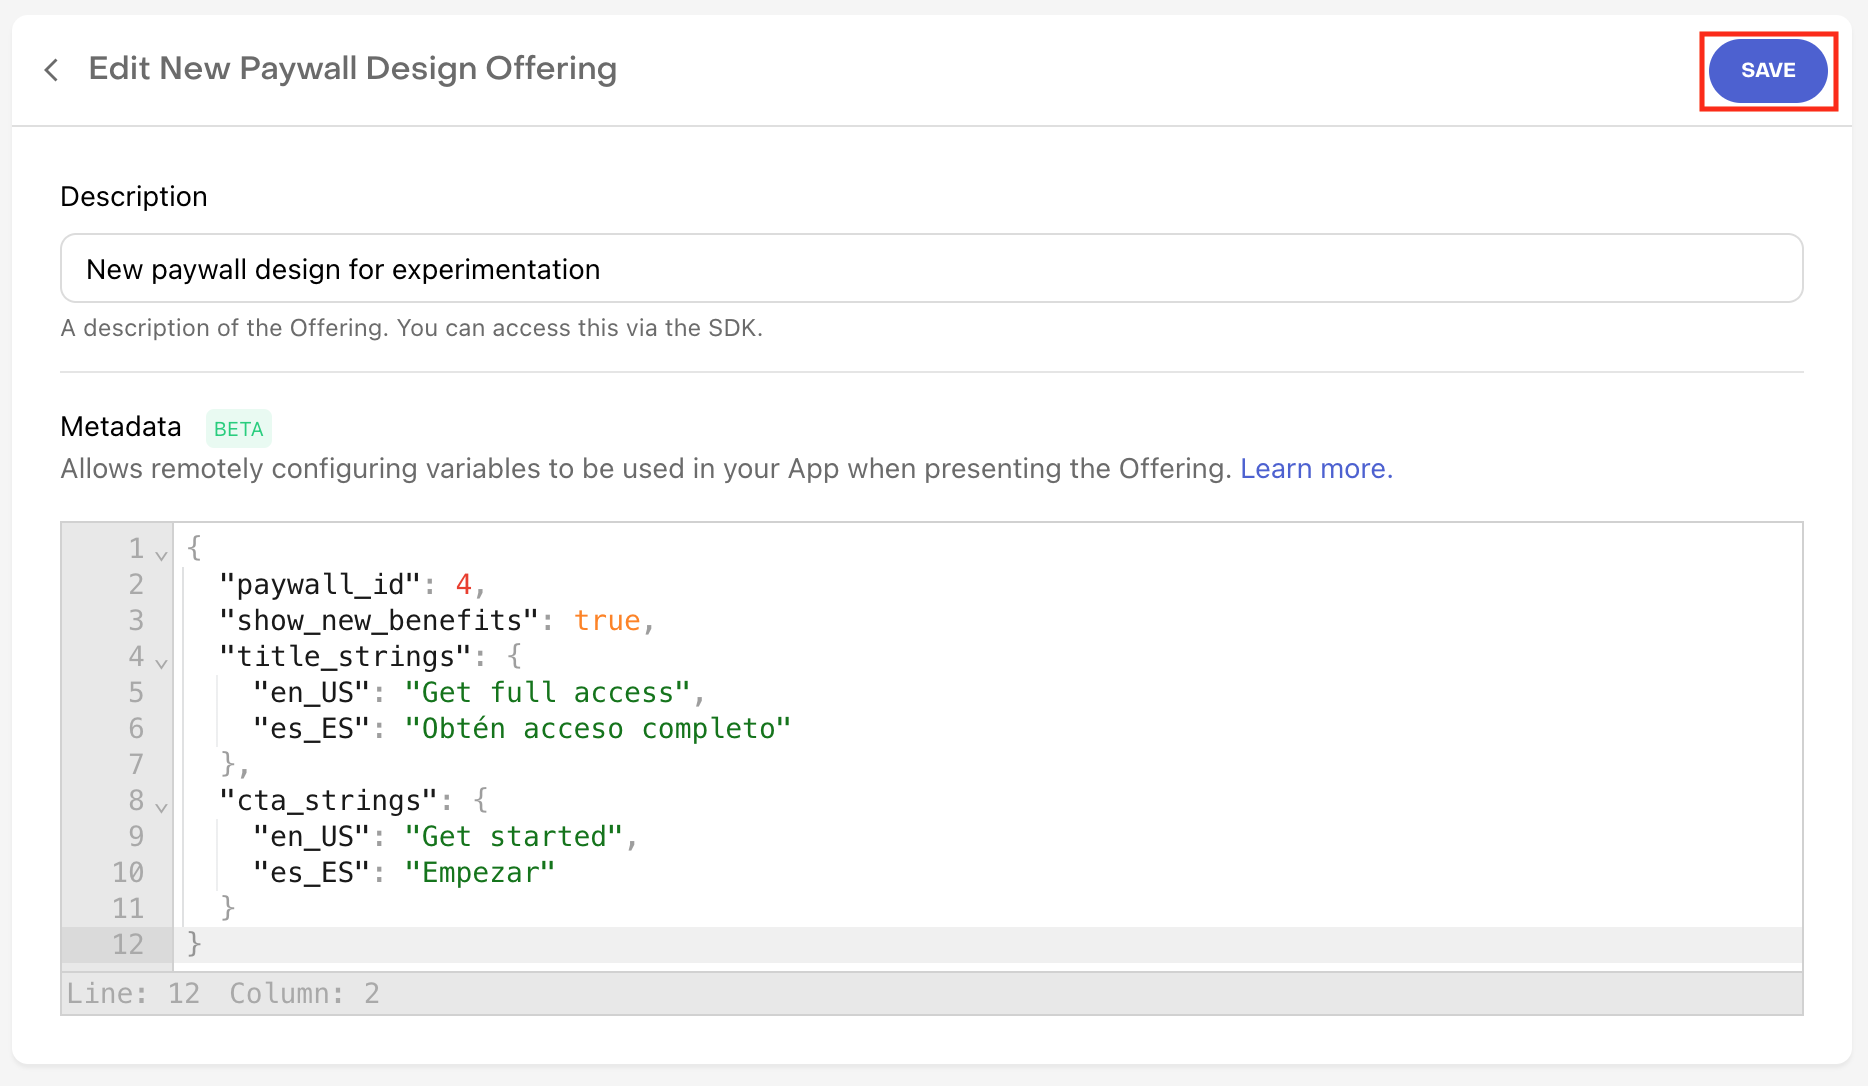 Edit New Paywall Design Offering
SAVE
Description
New paywall design for experimentation
A description of the Offering. You can access this via the SDK.
Metadata BETA
Allows remotely configuring variables to be used in your App when presenting the Offering. Learn more.
1 {
2 "paywall_id": 4,
3 "show_new_benefits": true,
4 "title_strings": {
5 "en_US": "Get full access",
6 "es_ES": "Obtén acceso completo"
7 },
8 "cta_strings": {
9 "en_US": "Get started",
10 "es_ES": "Empezar"
11 }
12 }
Line: 12 Column: 2